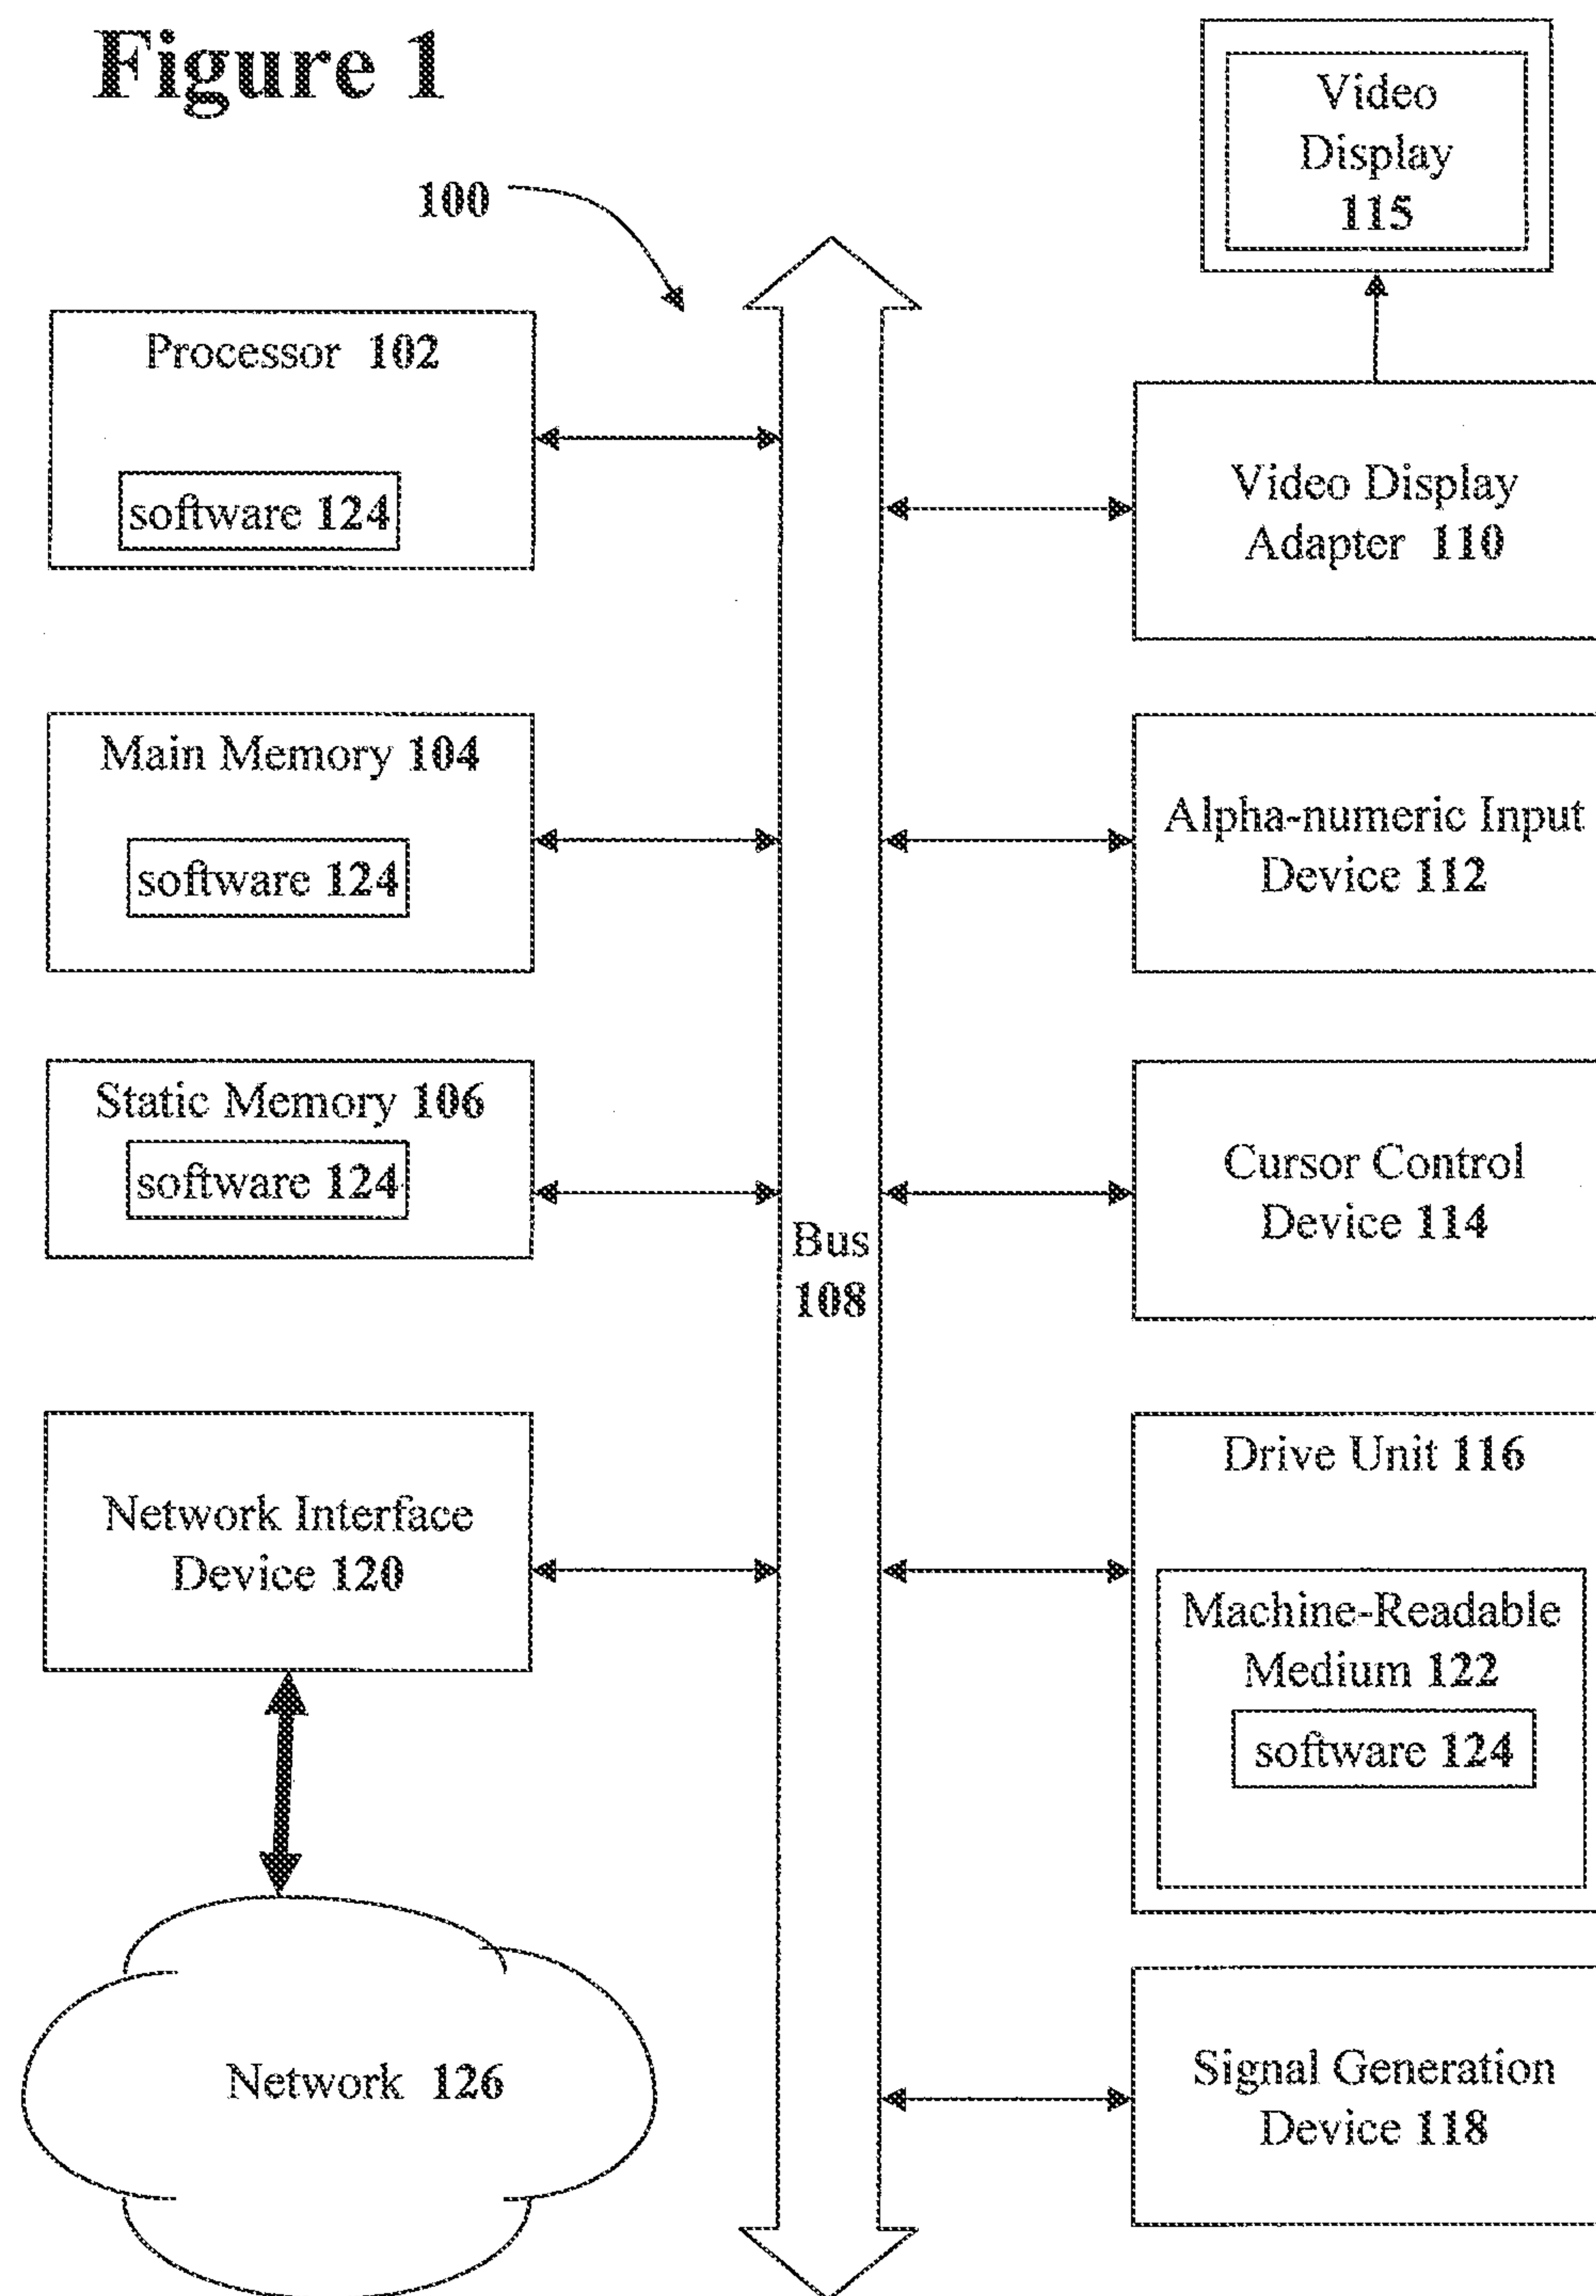 Figure 1
100
Video
Display
115
Processor 102
software 124
Video Display
Adapter 110
Main Memory 104
software 124
Alpha-numeric Input
Device 112
Static Memory 106
software 124
Cursor Control
Device 114
Bus
108
Network Interface
Device 120
Drive Unit 116
Machine-Readable
Medium 122
software 124
Network 126
Signal Generation
Device 118